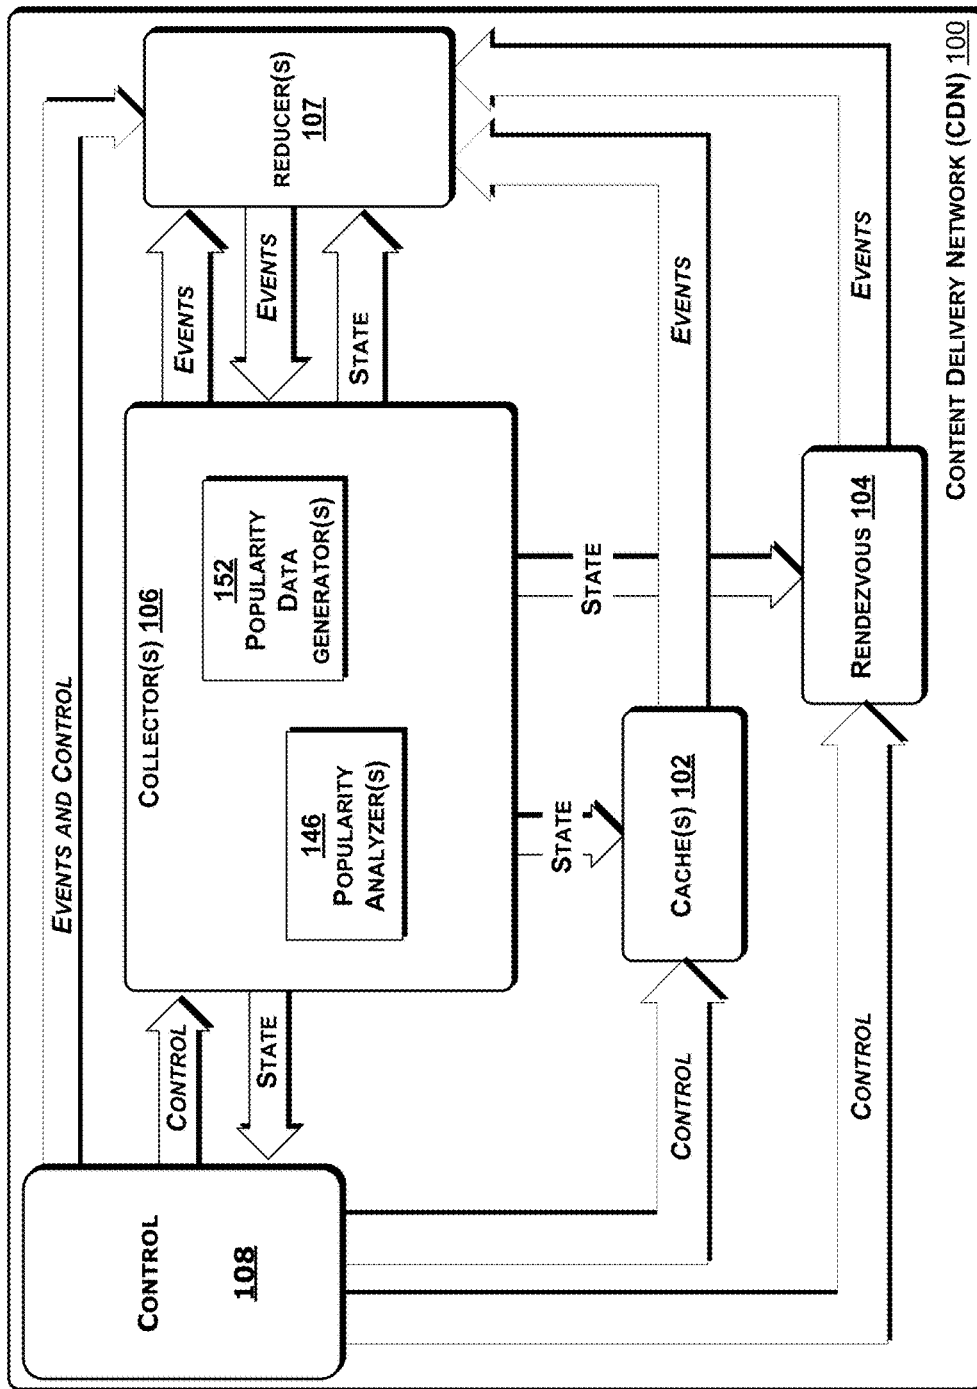 EVENTS AND CONTROL
CONTROL
108
CONTROL
STATE
COLLECTOR(S) 106
146
POPULARITY
ANALYZER(S)
152
POPULARITY
DATA
GENERATOR(S)
EVENTS
EVENTS
STATE
REDUCER(S)
107
STATE
STATE
CONTROL
CACHE(S) 102
EVENTS
CONTROL
RENDEZVOUS 104
EVENTS
CONTENT DELIVERY NETWORK (CDN) 100